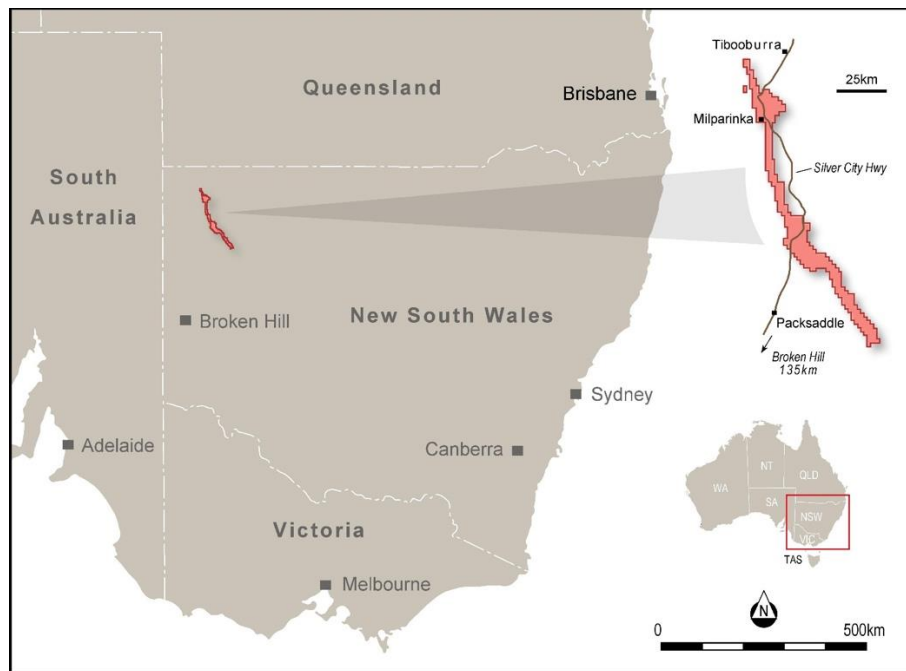 Queensland
Brisbane
South
Australia
Broken Hill
New South Wales
Sydney
Adelaide
Canberra
Victoria
Melbourne
Tibooburra
25km
Milparinka
Silver City Hwy
Packsaddle
Broken Hill
135km
NT
QLD
WA
SA
NSW
VIC
TAS
N
0 500km